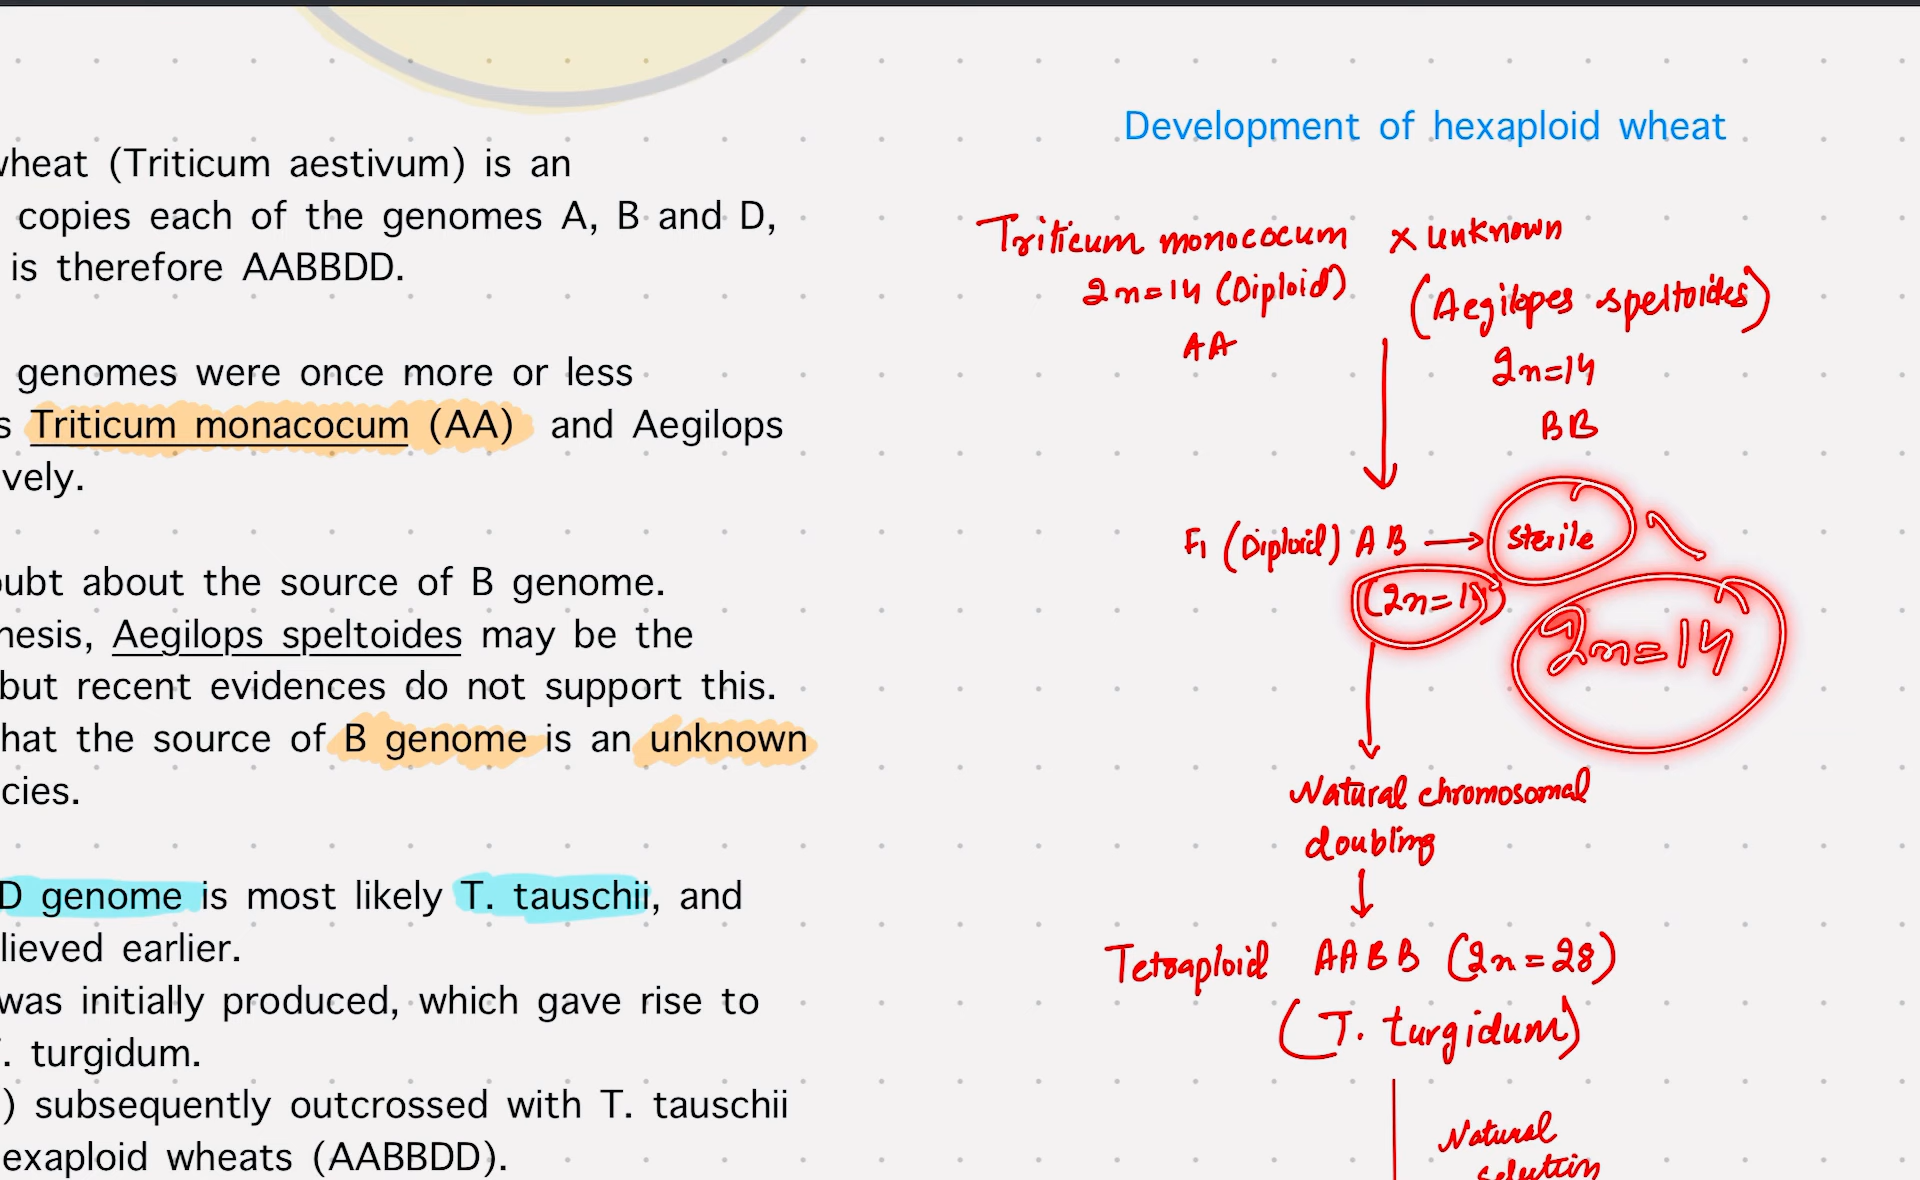 wheat (Triticum aestivum) is an
copies each of the genomes A, B and D,
is therefore AABBDD.
genomes were once more or less
s Triticum monacocum (AA) and Aegilops
vely.
oubt about the source of B genome.
hesis, Aegilops speltoides may be the
but recent evidences do not support this.
hat the source of B genome is an unknown
cies.
D genome is most likely T. tauschii, and
lieved earlier.
was initially produced, which gave rise to
. turgidum.
) subsequently outcrossed with T. tauschii
exaploid wheats (AABBDD).
Development of hexaploid wheat
Triticum monococum x unknown
2n=14 (Diploid) (Aegilopes speltoides)
AA 2n=14
BB
F1 (Diploid) AB → sterile
(2n=14)
2n=14
Natural chromosomal
doubling
Tetraploid AABB (2n=28)
(T. turgidum)
Natural
selection